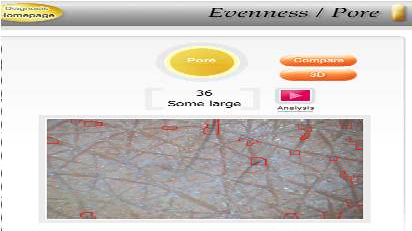 Diagnosis
Homepage
Evenness / Pore
Pore
Compare
3D
36
Some large
Analysis